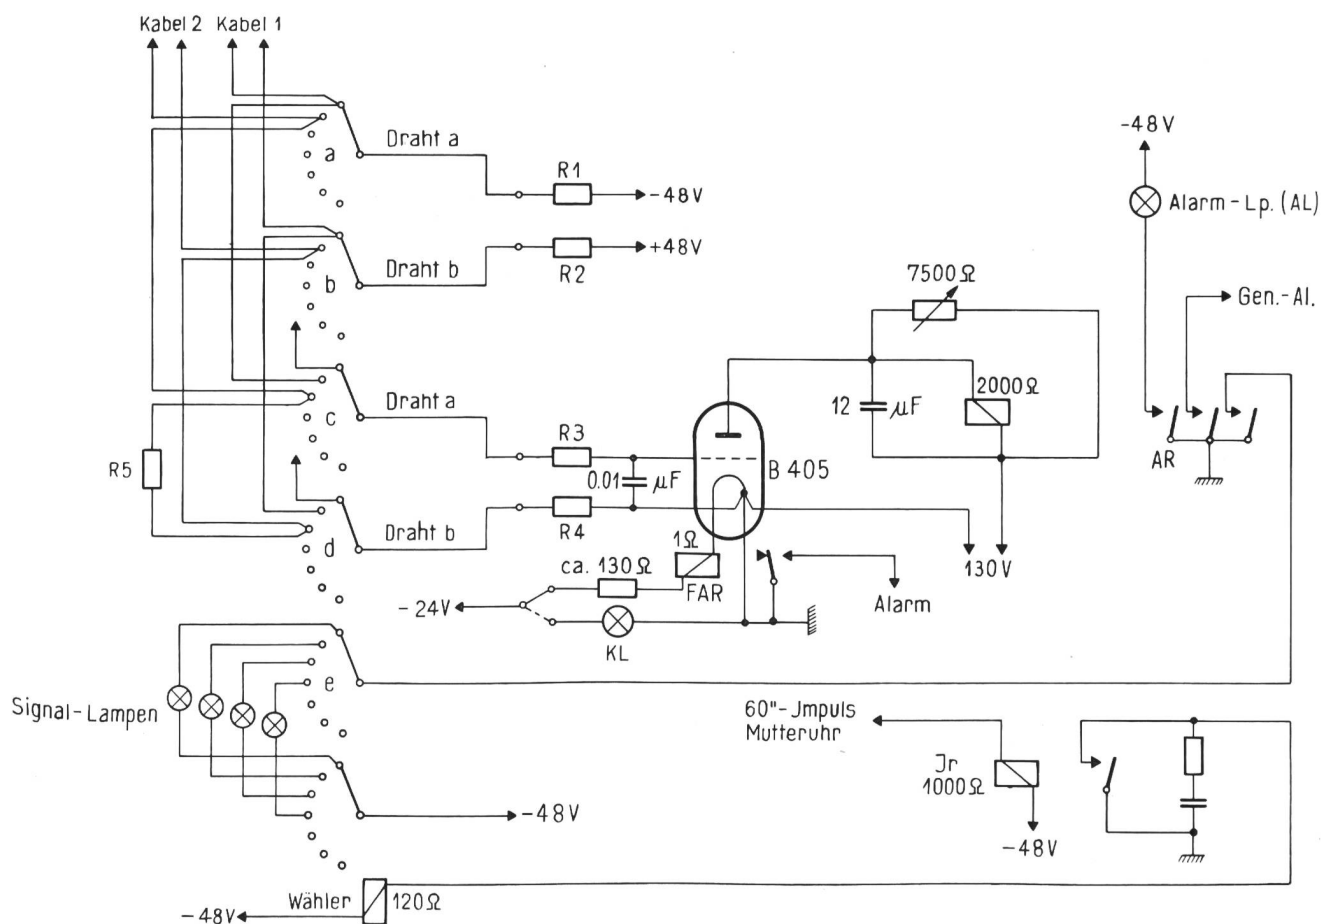 Kabel 2
Kabel 1
a
Draht a
R1
-48V
b
Draht b
R2
+48V
-48V
Alarm-Lp. (AL)
7500Ω
Gen.-Al.
12 µF
2000Ω
AR
c
Draht a
R3
0.01 µF
B 405
R5
d
Draht b
R4
1Ω
ca. 130Ω
FAR
130V
-24V
Alarm
KL
e
Signal-Lampen
60"-Jmpuls
Mutteruhr
Jr
1000Ω
-48V
-48V
Wähler
120Ω
-48V